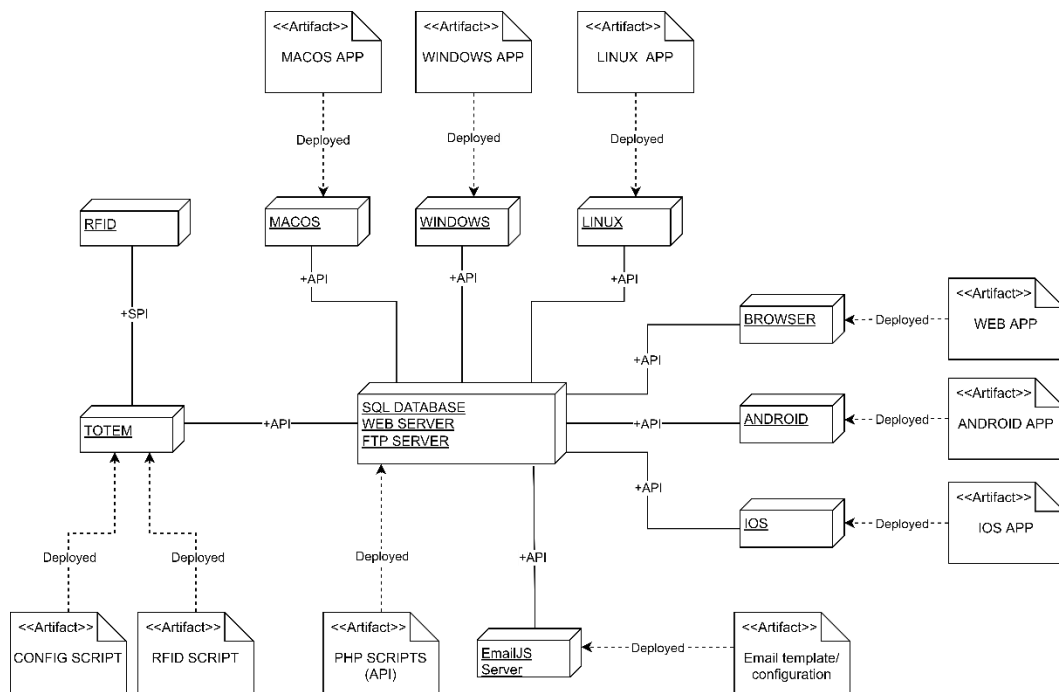 <<Artifact>>
MACOS APP
<<Artifact>>
WINDOWS APP
<<Artifact>>
LINUX APP
Deployed
Deployed
Deployed
RFID
MACOS
WINDOWS
LINUX
+API
+API
+API
+SPI
BROWSER
Deployed
<<Artifact>>
WEB APP
+API
SQL DATABASE
WEB SERVER
FTP SERVER
TOTEM
+API
+API
ANDROID
Deployed
<<Artifact>>
ANDROID APP
+API
IOS
Deployed
<<Artifact>>
IOS APP
Deployed
Deployed
Deployed
+API
<<Artifact>>
CONFIG SCRIPT
<<Artifact>>
RFID SCRIPT
<<Artifact>>
PHP SCRIPTS
(API)
EmailJS
Server
Deployed
<<Artifact>>
Email template/
configuration